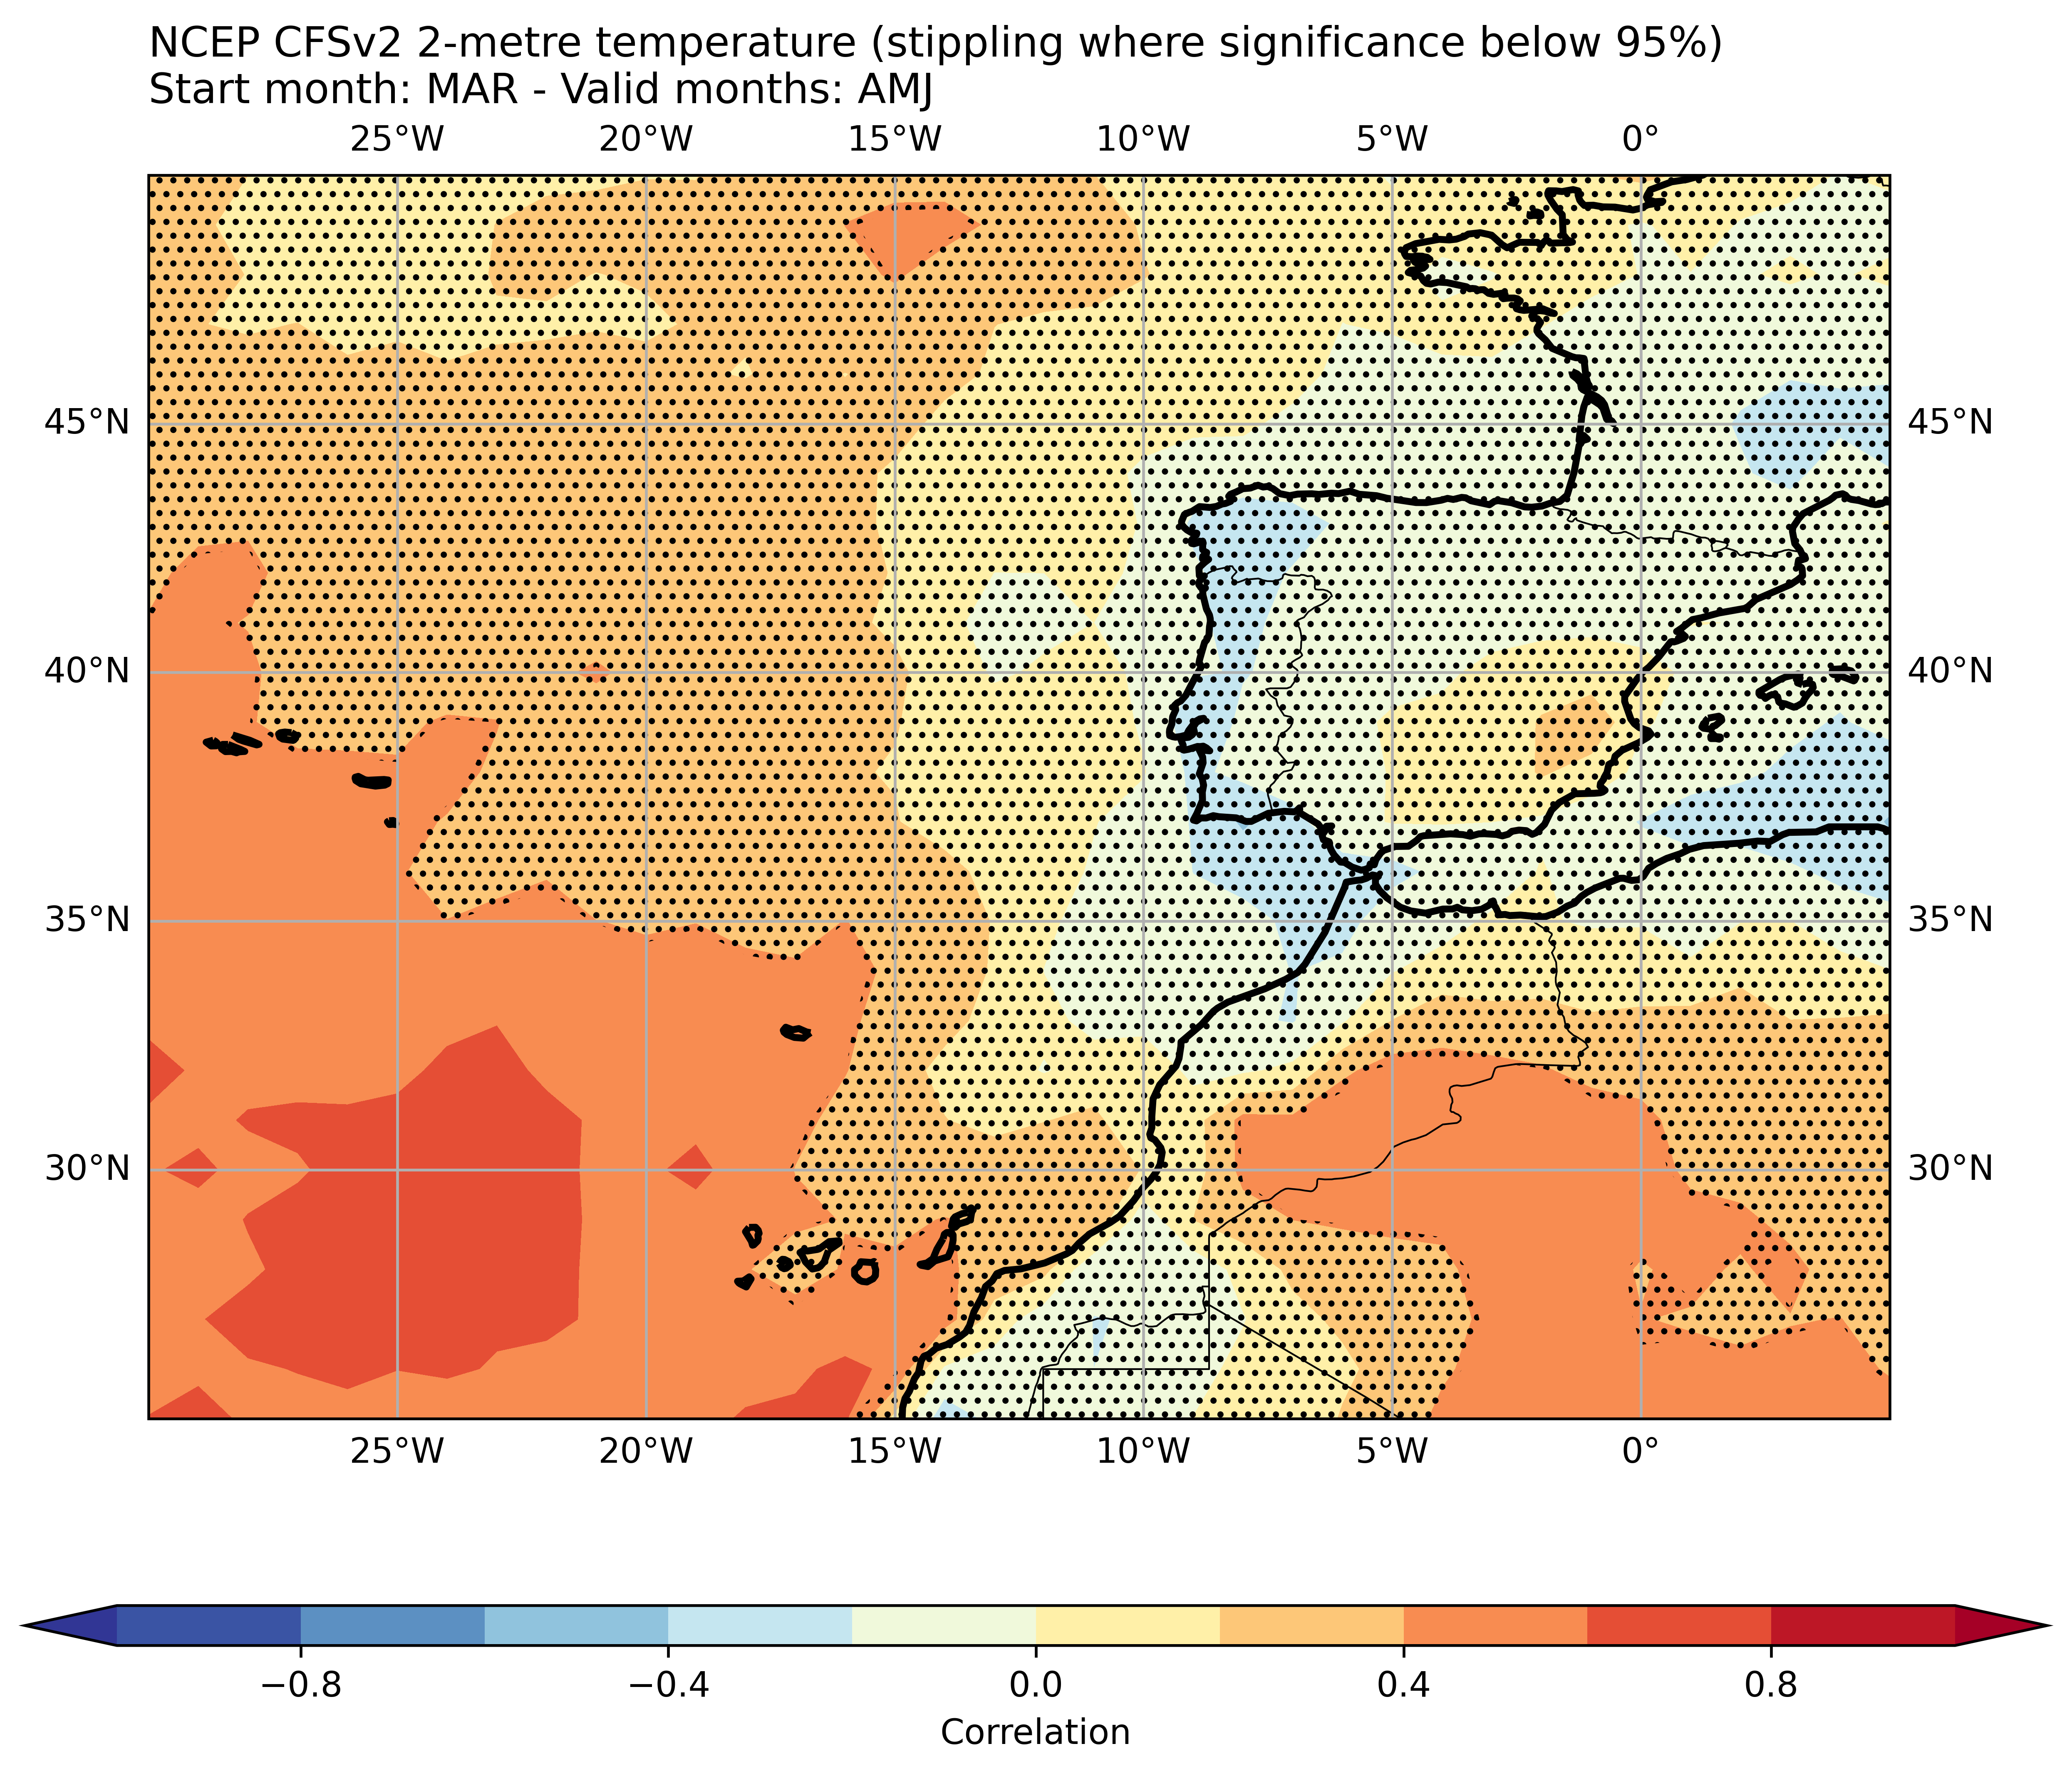 NCEP CFSv2 2-metre temperature (stippling where significance below 95%)
Start month: MAR - Valid months: AMJ
25°W 20°W 15°W 10°W 5°W 0°
45°N 45°N
40°N 40°N
35°N 35°N
30°N 30°N
25°W 20°W 15°W 10°W 5°W 0°
−0.8 −0.4 0.0 0.4 0.8
Correlation